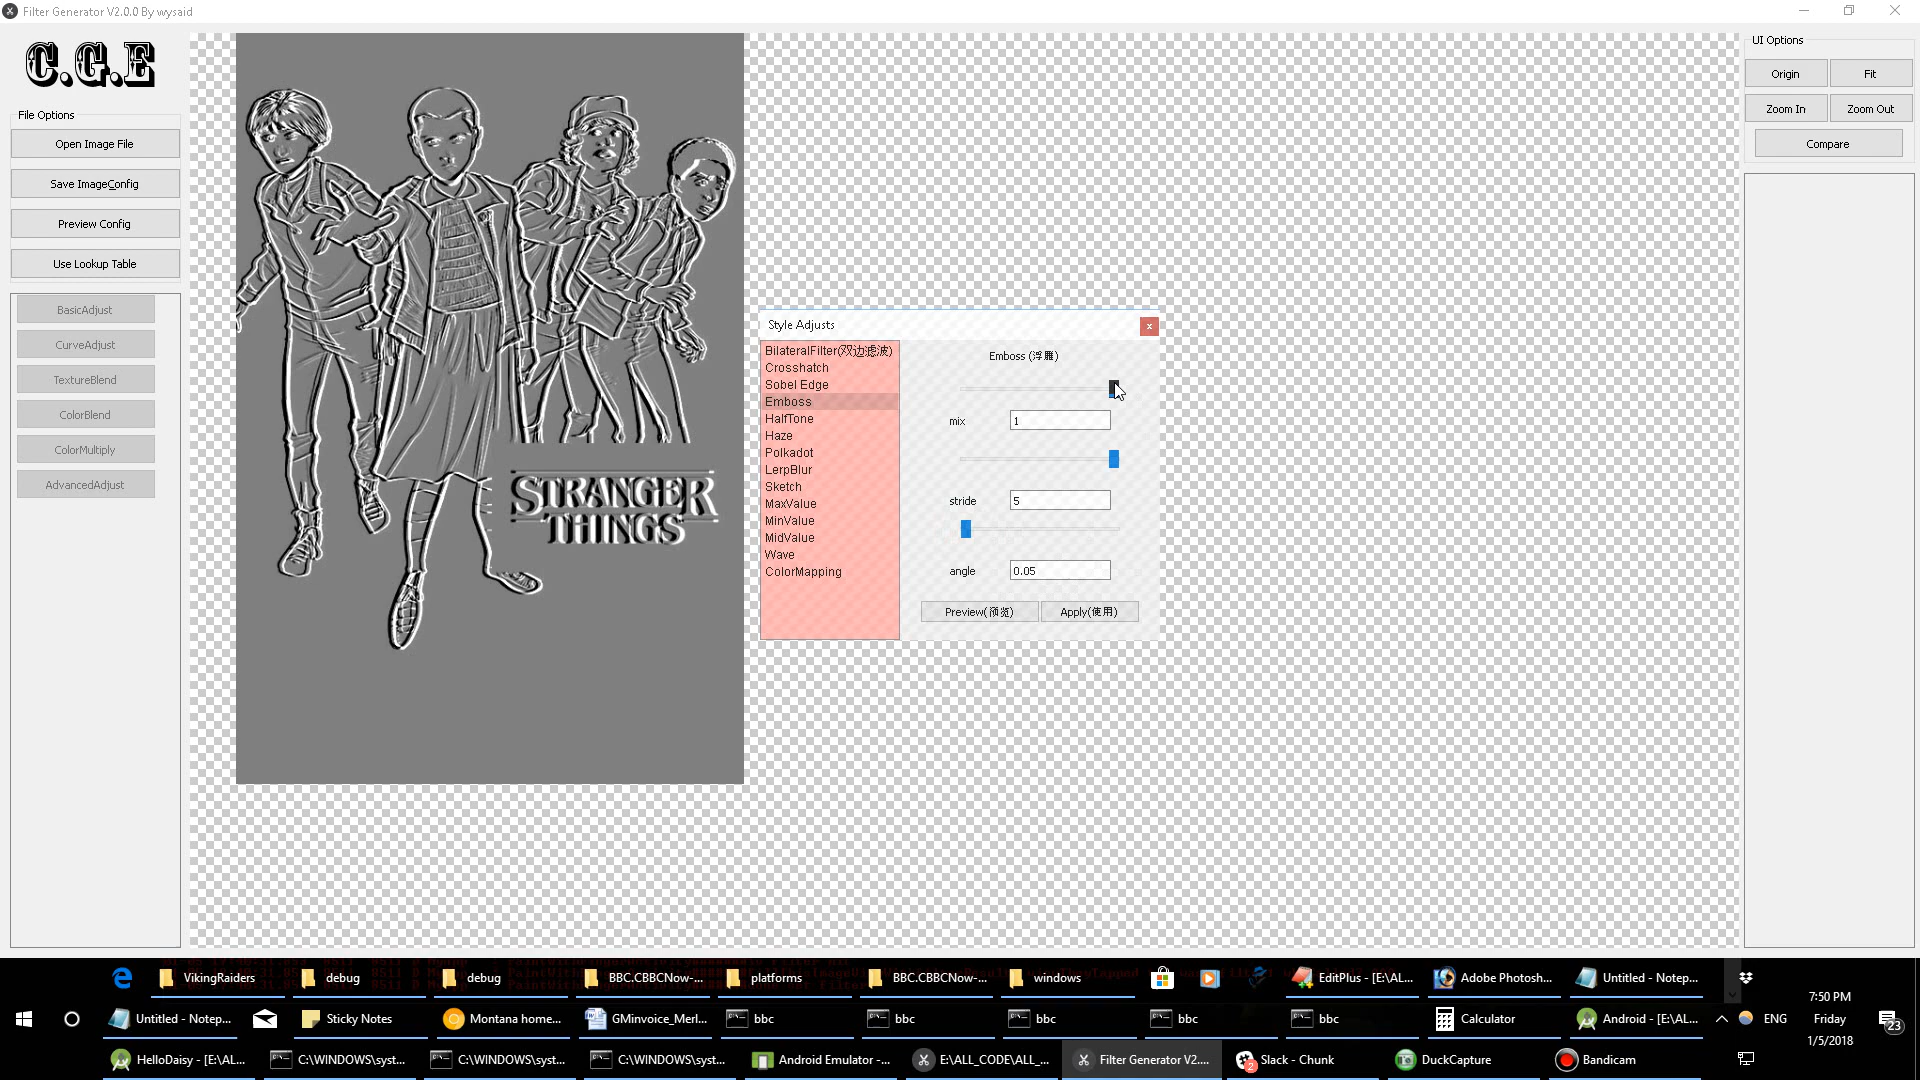 Filter Generator V2.0.0 By wysaid
C.G.E
File Options
Open Image File
Save ImageConfig
Preview Config
Use Lookup Table
BasicAdjust
CurveAdjust
TextureBlend
ColorBlend
ColorMultiply
AdvancedAdjust
STRANGER
THINGS
Style Adjusts
BilateralFilter(双边滤波)
Crosshatch
Sobel Edge
Emboss
HalfTone
Haze
Polkadot
LerpBlur
Sketch
MaxValue
MinValue
MidValue
Wave
ColorMapping
Emboss (浮雕)
mix 1
stride 5
angle 0.05
Preview(预览) Apply(使用)
UI Options
Origin Fit
Zoom In Zoom Out
Compare
VikingRaiders debug debug BBC.CBBCNow-... platforms BBC.CBBCNow-... windows EditPlus - [E:\AL... Adobe Photosh... Untitled - Notep...
Untitled - Notep... Sticky Notes Montana home... GMinvoice_Merl... bbc bbc bbc bbc bbc Calculator Android - [E:\AL... ENG
HelloDaisy - [E:\AL... C:\WINDOWS\syst... C:\WINDOWS\syst... C:\WINDOWS\syst... Android Emulator -... E:\ALL_CODE\ALL_... Filter Generator V2.... 2 Slack - Chunk DuckCapture Bandicam
7:50 PM
Friday
1/5/2018
23